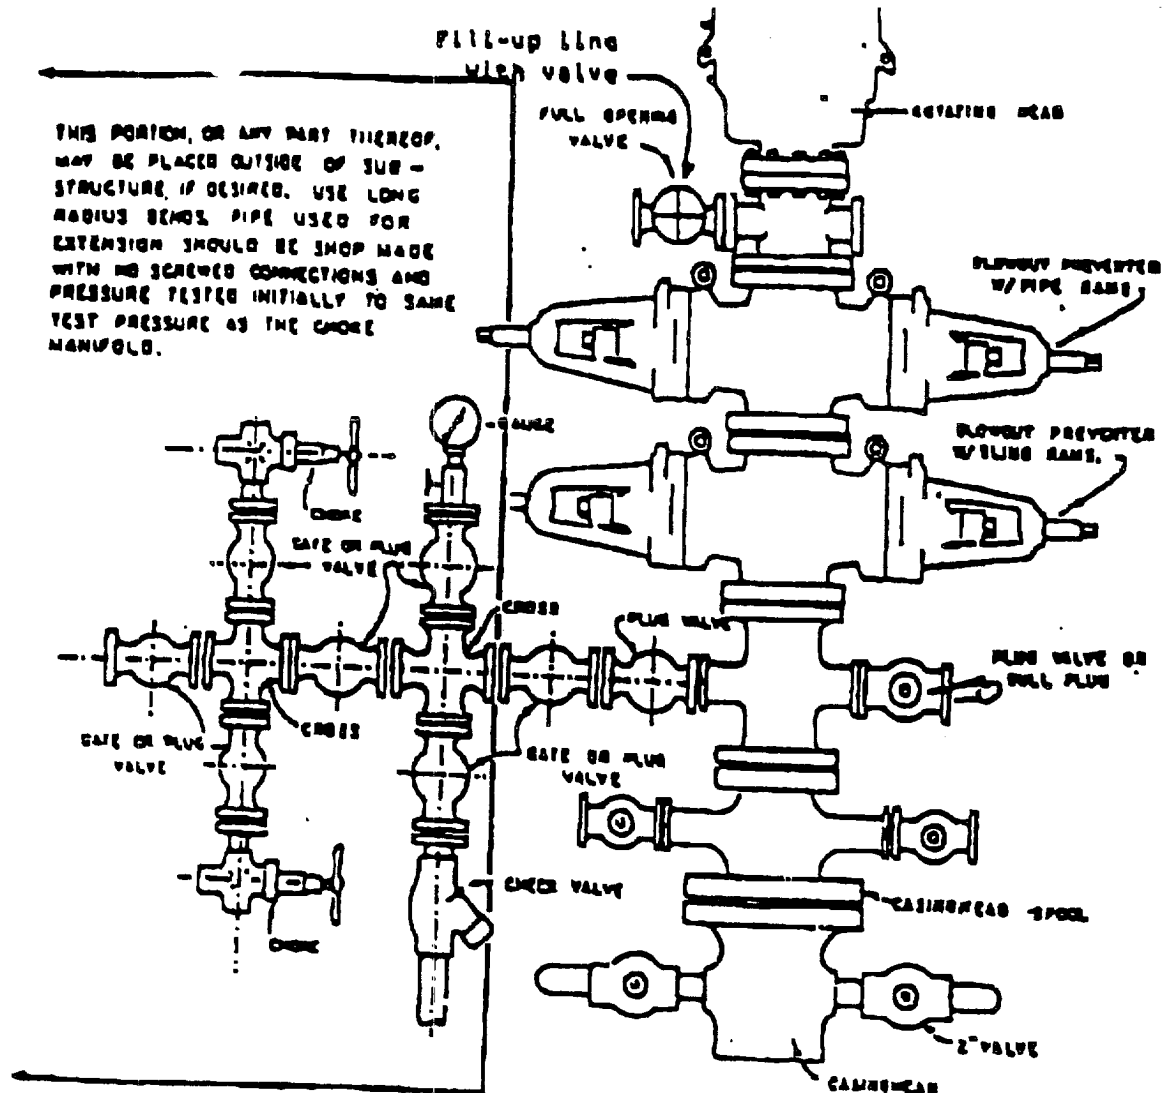 Fill-up line
with valve
FULL OPENING
VALVE
ROTATING HEAD
THIS PORTION, OR ANY PART THEREOF,
MAY BE PLACED OUTSIDE OF SUB-
STRUCTURE, IF DESIRED. USE LONG
RADIUS BENDS. PIPE USED FOR
EXTENSION SHOULD BE SHOP MADE
WITH NO SCREWED CONNECTIONS AND
PRESSURE TESTED INITIALLY TO SAME
TEST PRESSURE AS THE CHOKE
MANIFOLD.
BLOWOUT PREVENTER
W/PIPE RAMS.
GAUGE
BLOWOUT PREVENTER
W/BLIND RAMS.
CHOKE
GATE OR PLUG
VALVE
CROSS
PLUG VALVE
PLUG VALVE OR
BULL PLUG
CROSS
GATE OR PLUG
VALVE
GATE OR PLUG
VALVE
CHECK VALVE
CASINGHEAD SPOOL
CHOKE
2" VALVE
CASINGHEAD